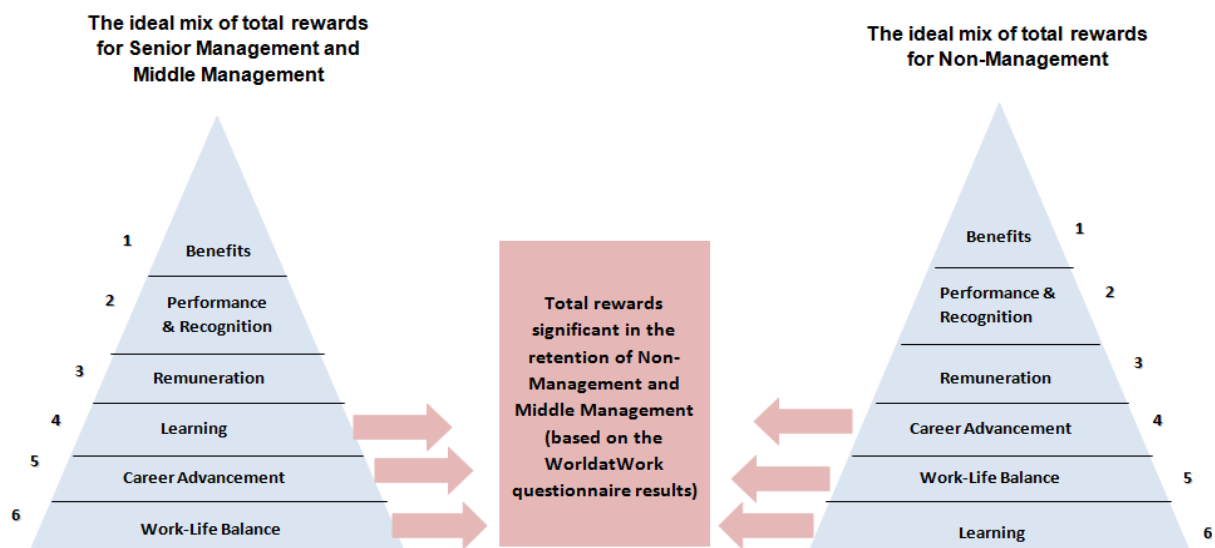 The ideal mix of total rewards
for Senior Management and
Middle Management
1
Benefits
2
Performance
& Recognition
3
Remuneration
4
Learning
5
Career Advancement
6
Work-Life Balance
Total rewards
significant in the
retention of Non-
Management and
Middle Management
(based on the
WorldatWork
questionnaire results)
The ideal mix of total rewards
for Non-Management
Benefits
1
Performance &
Recognition
2
Remuneration
3
Career Advancement
4
Work-Life Balance
5
Learning
6